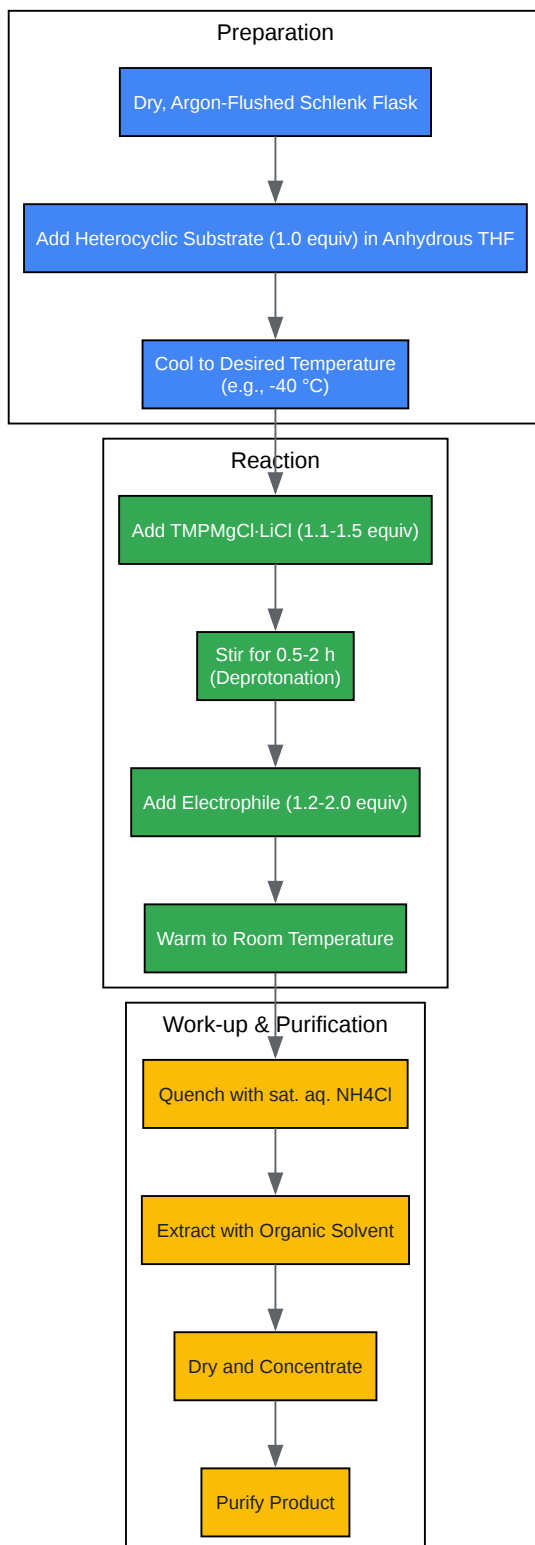 Preparation
Dry, Argon-Flushed Schlenk Flask
Add Heterocyclic Substrate (1.0 equiv) in Anhydrous THF
Cool to Desired Temperature
(e.g., -40 °C)
Reaction
Add TMPMgCl·LiCl (1.1-1.5 equiv)
Stir for 0.5-2 h
(Deprotonation)
Add Electrophile (1.2-2.0 equiv)
Warm to Room Temperature
Work-up & Purification
Quench with sat. aq. NH4Cl
Extract with Organic Solvent
Dry and Concentrate
Purify Product